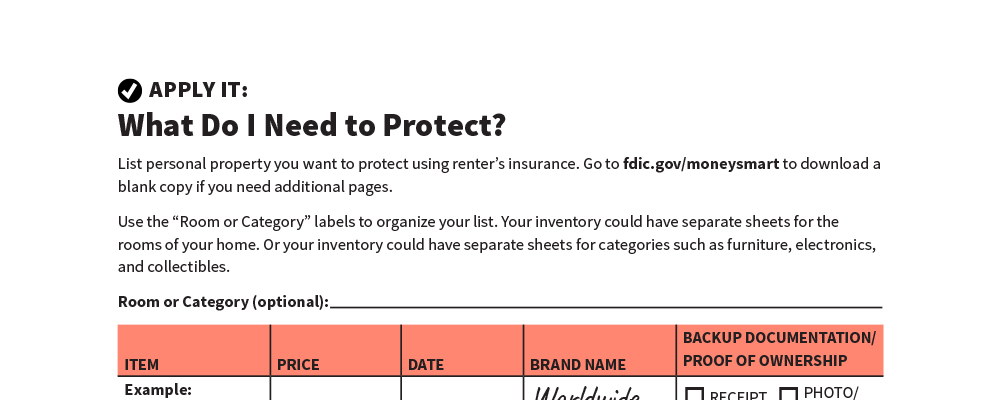 APPLY IT:
What Do I Need to Protect?
List personal property you want to protect using renter’s insurance. Go to fdic.gov/moneysmart to download a
blank copy if you need additional pages.
Use the “Room or Category” labels to organize your list. Your inventory could have separate sheets for the
rooms of your home. Or your inventory could have separate sheets for categories such as furniture, electronics,
and collectibles.
Room or Category (optional):
ITEM PRICE DATE BRAND NAME BACKUP DOCUMENTATION/
PROOF OF OWNERSHIP
Example: Worldwide RECEIPT PHOTO/